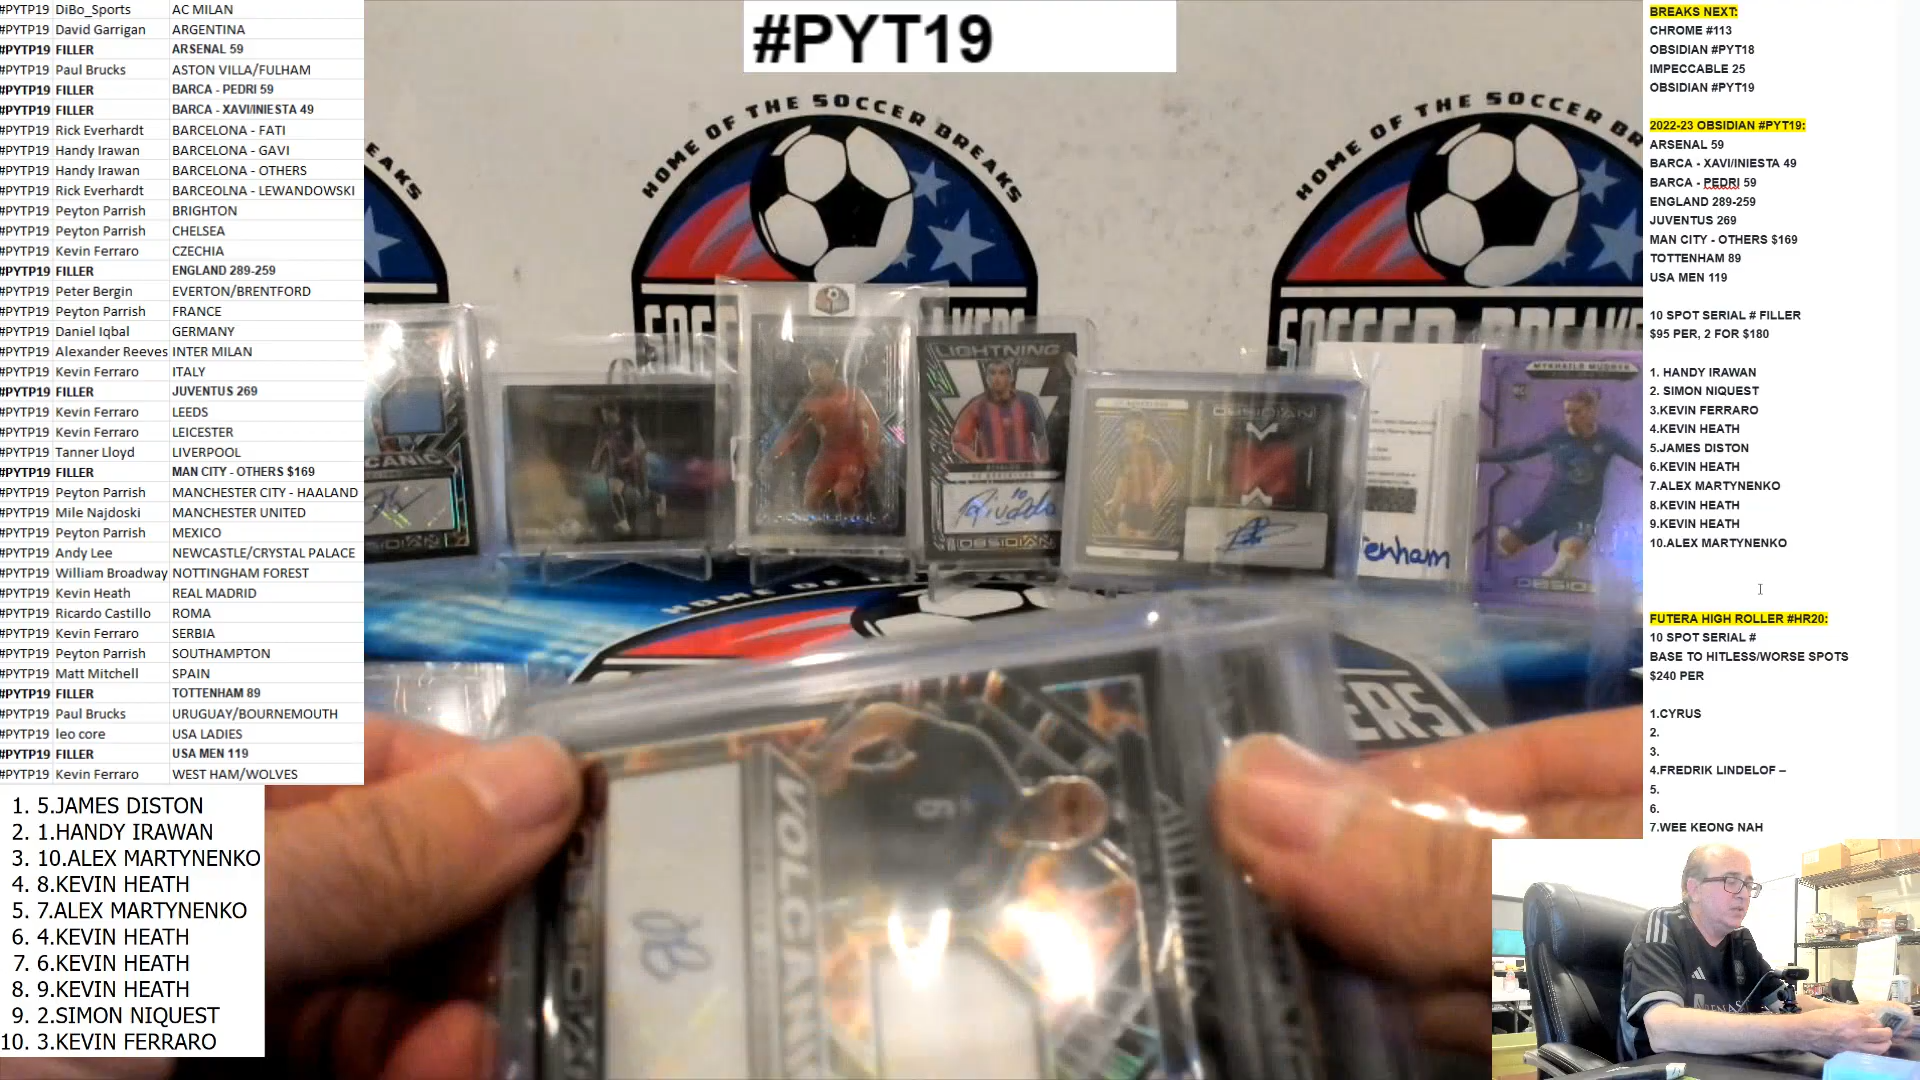 #PYTP19 DiBo_Sports AC MILAN
#PYTP19 David Garrigan ARGENTINA
#PYTP19 FILLER ARSENAL 59
#PYTP19 Paul Brucks ASTON VILLA/FULHAM
#PYTP19 FILLER BARCA - PEDRI 59
#PYTP19 FILLER BARCA - XAVI/INIESTA 49
#PYTP19 Rick Everhardt BARCELONA - FATI
#PYTP19 Handy Irawan BARCELONA - GAVI
#PYTP19 Handy Irawan BARCELONA - OTHERS
#PYTP19 Rick Everhardt BARCEOLNA - LEWANDOWSKI
#PYTP19 Peyton Parrish BRIGHTON
#PYTP19 Peyton Parrish CHELSEA
#PYTP19 Kevin Ferraro CZECHIA
#PYTP19 FILLER ENGLAND 289-259
#PYTP19 Peter Bergin EVERTON/BRENTFORD
#PYTP19 Peyton Parrish FRANCE
#PYTP19 Daniel Iqbal GERMANY
#PYTP19 Alexander Reeves INTER MILAN
#PYTP19 Kevin Ferraro ITALY
#PYTP19 FILLER JUVENTUS 269
#PYTP19 Kevin Ferraro LEEDS
#PYTP19 Kevin Ferraro LEICESTER
#PYTP19 Tanner Lloyd LIVERPOOL
#PYTP19 FILLER MAN CITY - OTHERS $169
#PYTP19 Peyton Parrish MANCHESTER CITY - HAALAND
#PYTP19 Mile Najdoski MANCHESTER UNITED
#PYTP19 Peyton Parrish MEXICO
#PYTP19 Andy Lee NEWCASTLE/CRYSTAL PALACE
#PYTP19 William Broadway NOTTINGHAM FOREST
#PYTP19 Kevin Heath REAL MADRID
#PYTP19 Ricardo Castillo ROMA
#PYTP19 Kevin Ferraro SERBIA
#PYTP19 Peyton Parrish SOUTHAMPTON
#PYTP19 Matt Mitchell SPAIN
#PYTP19 FILLER TOTTENHAM 89
#PYTP19 Paul Brucks URUGUAY/BOURNEMOUTH
#PYTP19 leo core USA LADIES
#PYTP19 FILLER USA MEN 119
#PYTP19 Kevin Ferraro WEST HAM/WOLVES
1. 5.JAMES DISTON
2. 1.HANDY IRAWAN
3. 10.ALEX MARTYNENKO
4. 8.KEVIN HEATH
5. 7.ALEX MARTYNENKO
6. 4.KEVIN HEATH
7. 6.KEVIN HEATH
8. 9.KEVIN HEATH
9. 2.SIMON NIQUEST
10. 3.KEVIN FERRARO
#PYT19
EAKS
HOME OF THE SOCCER BREAKS
HOME OF THE SOCCER BR
LIGHTNING
OBSIDIAN
OBSIDIAN
MYKHAILO MUDRYK
enham
VOLCANIC
ERS
BREAKS NEXT:
CHROME #113
OBSIDIAN #PYT18
IMPECCABLE 25
OBSIDIAN #PYT19
2022-23 OBSIDIAN #PYT19:
ARSENAL 59
BARCA - XAVI/INIESTA 49
BARCA - PEDRI 59
ENGLAND 289-259
JUVENTUS 269
MAN CITY - OTHERS $169
TOTTENHAM 89
USA MEN 119
10 SPOT SERIAL # FILLER
$95 PER, 2 FOR $180
1. HANDY IRAWAN
2. SIMON NIQUEST
3.KEVIN FERRARO
4.KEVIN HEATH
5.JAMES DISTON
6.KEVIN HEATH
7.ALEX MARTYNENKO
8.KEVIN HEATH
9.KEVIN HEATH
10.ALEX MARTYNENKO
FUTERA HIGH ROLLER #HR20:
10 SPOT SERIAL #
BASE TO HITLESS/WORSE SPOTS
$240 PER
1.CYRUS
2.
3.
4.FREDRIK LINDELOF –
5.
6.
7.WEE KEONG NAH